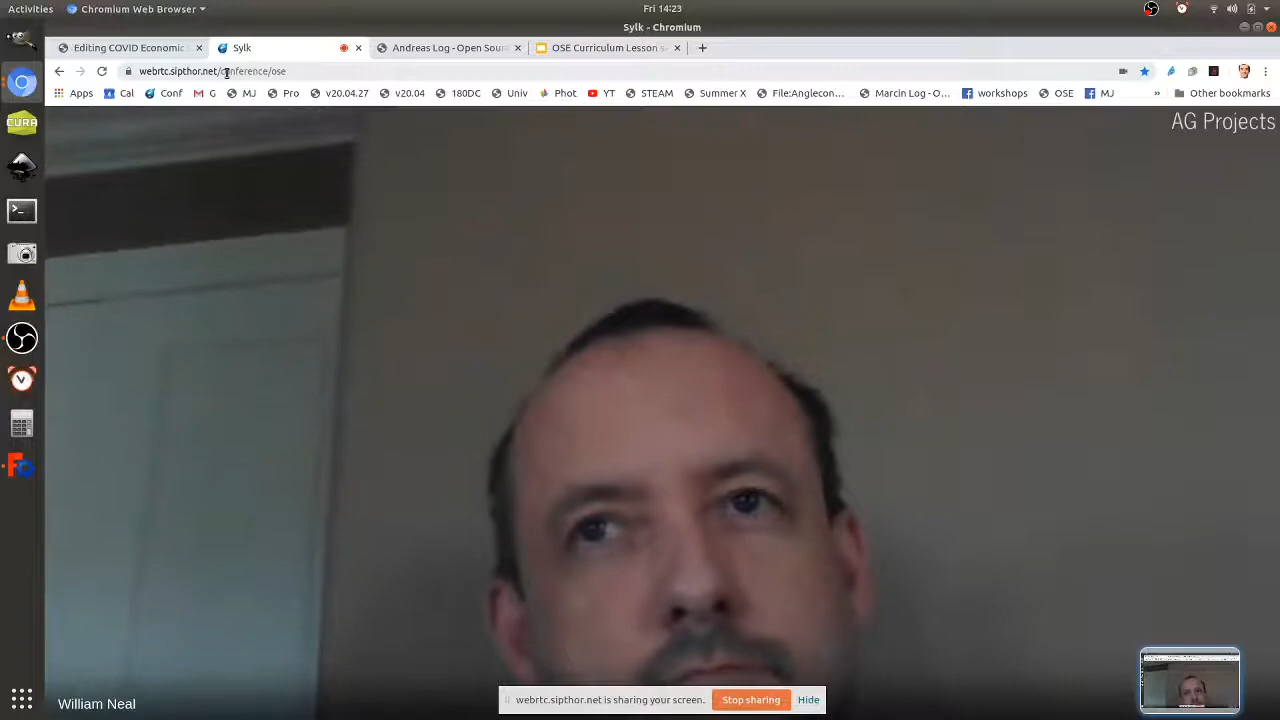 Activities Chromium Web Browser Fri 14:23
Sylk - Chromium
Editing COVID Economic Sylk Andreas Log - Open Sour OSE Curriculum Lesson s
webrtc.sipthor.net/conference/ose
Apps Cal Conf G MJ Pro v20.04.27 v20.04 180DC Univ Phot YT STEAM Summer X File:Anglecon... Marcin Log - O... workshops OSE MJ » Other bookmarks
AG Projects
CURA
William Neal
webrtc.sipthor.net is sharing your screen. Stop sharing Hide